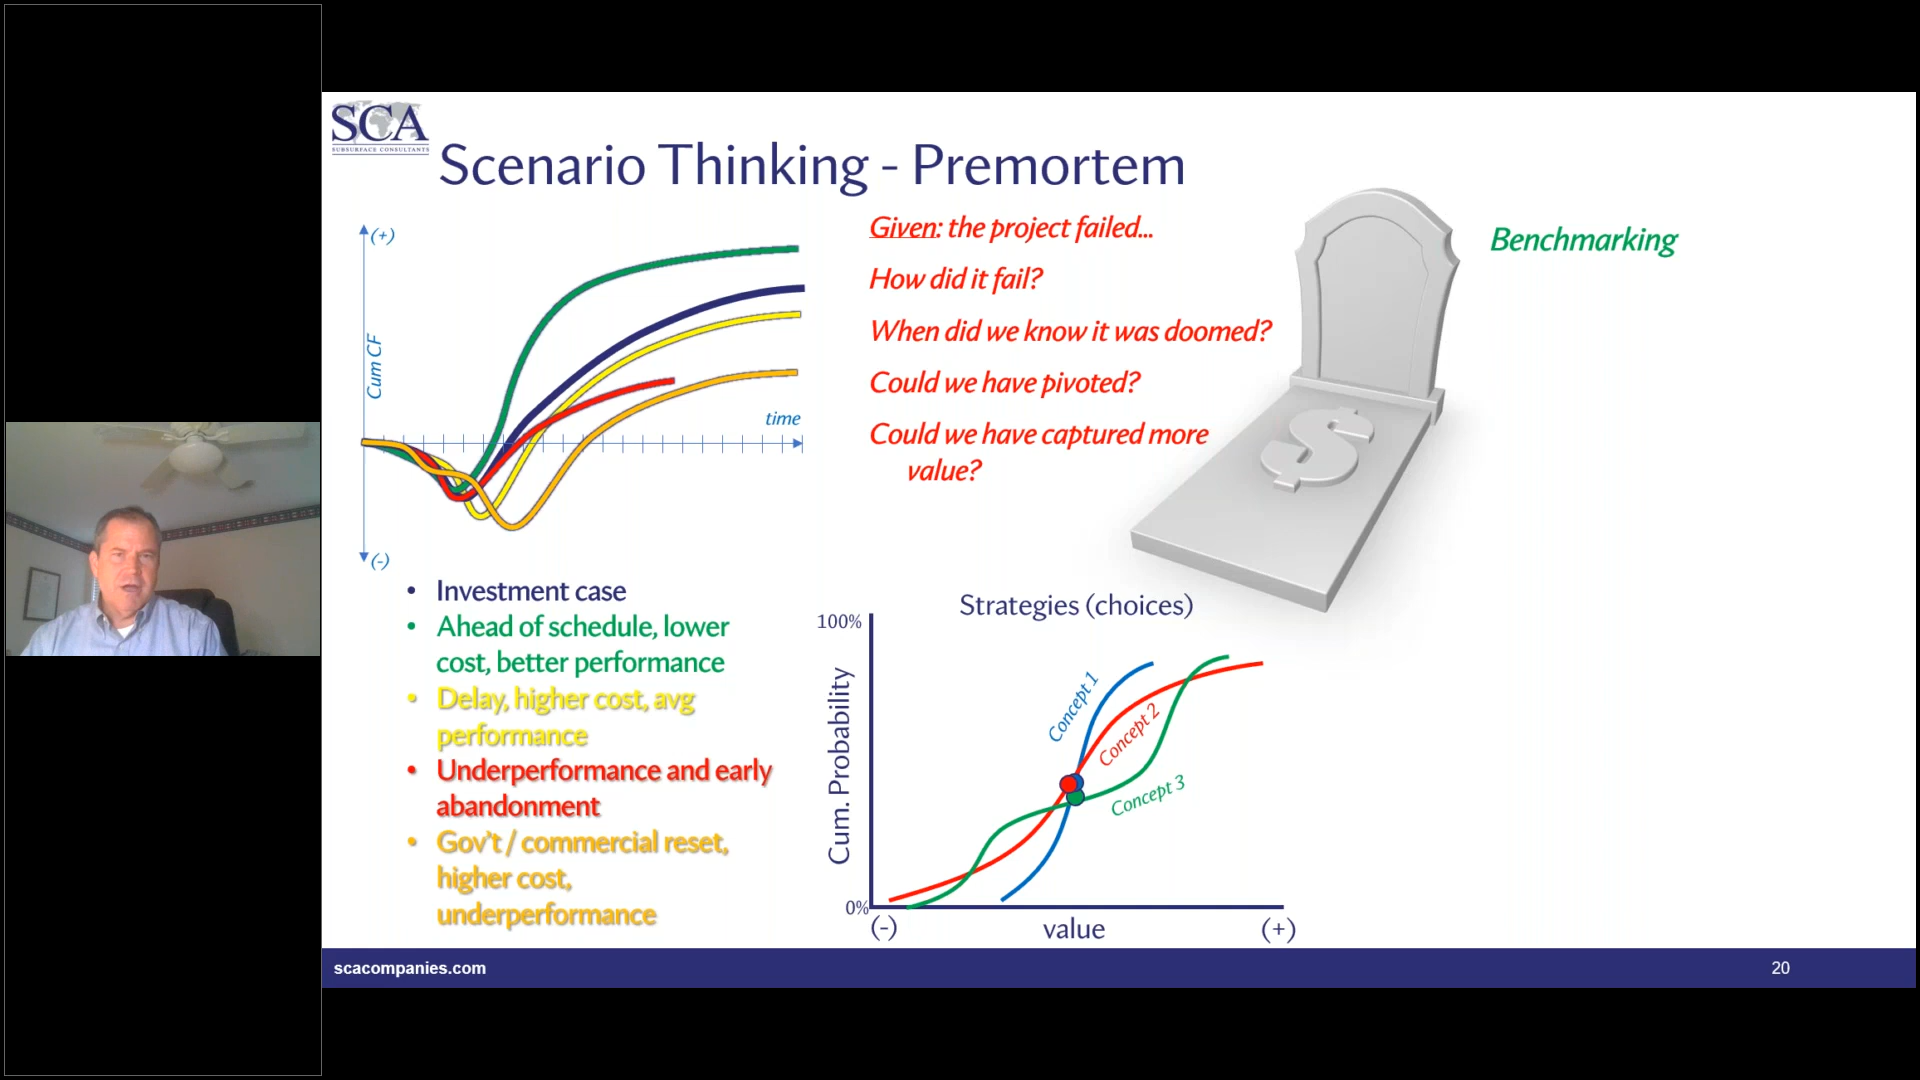 SCA
SUBSURFACE CONSULTANTS
Scenario Thinking - Premortem
(+)
Cum CF
time
(-)
Given: the project failed...
How did it fail?
When did we know it was doomed?
Could we have pivoted?
Could we have captured more
value?
$
Benchmarking
• Investment case
• Ahead of schedule, lower
cost, better performance
• Delay, higher cost, avg
performance
• Underperformance and early
abandonment
• Gov't / commercial reset,
higher cost,
underperformance
Strategies (choices)
100%
Cum. Probability
0%
Concept 1
Concept 2
Concept 3
(-)
value
(+)
scacompanies.com
20